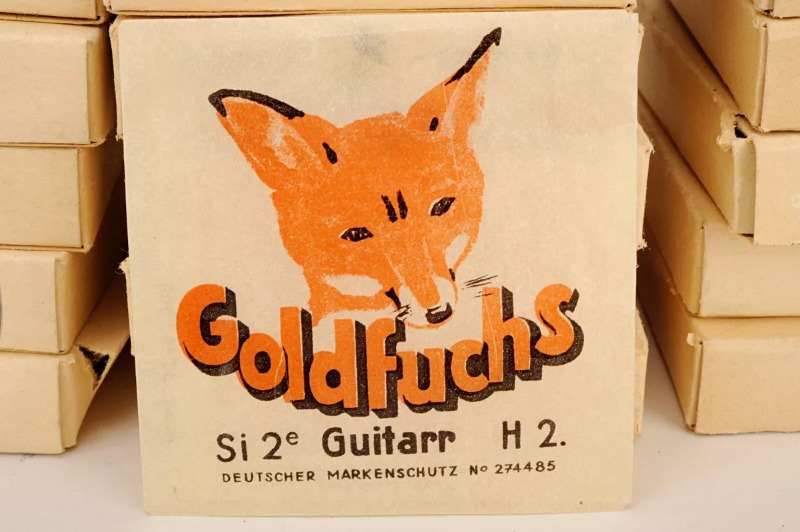 Goldfuchs
Si 2e Guitarr H 2.
DEUTSCHER MARKENSCHUTZ No 274485